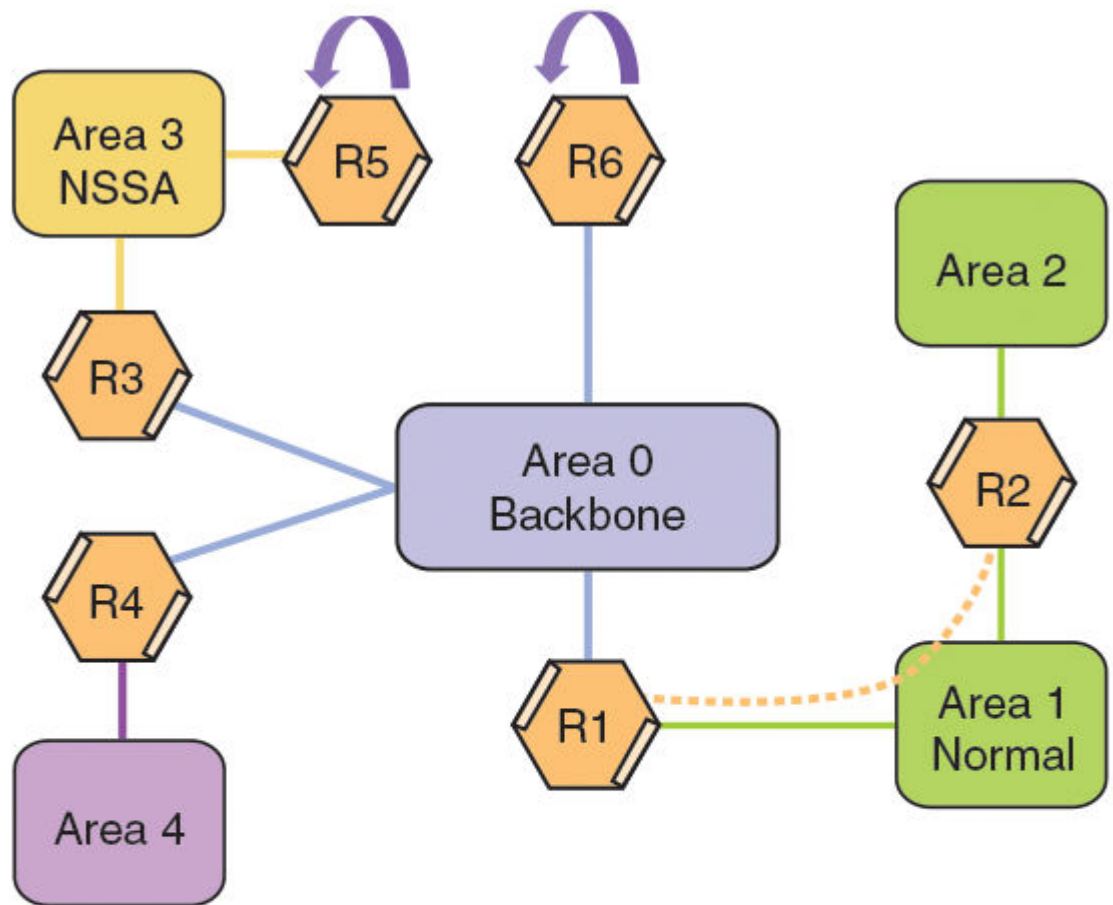 Area 3
NSSA
R5
R6
Area 2
R3
Area 0
Backbone
R2
R4
R1
Area 1
Normal
Area 4